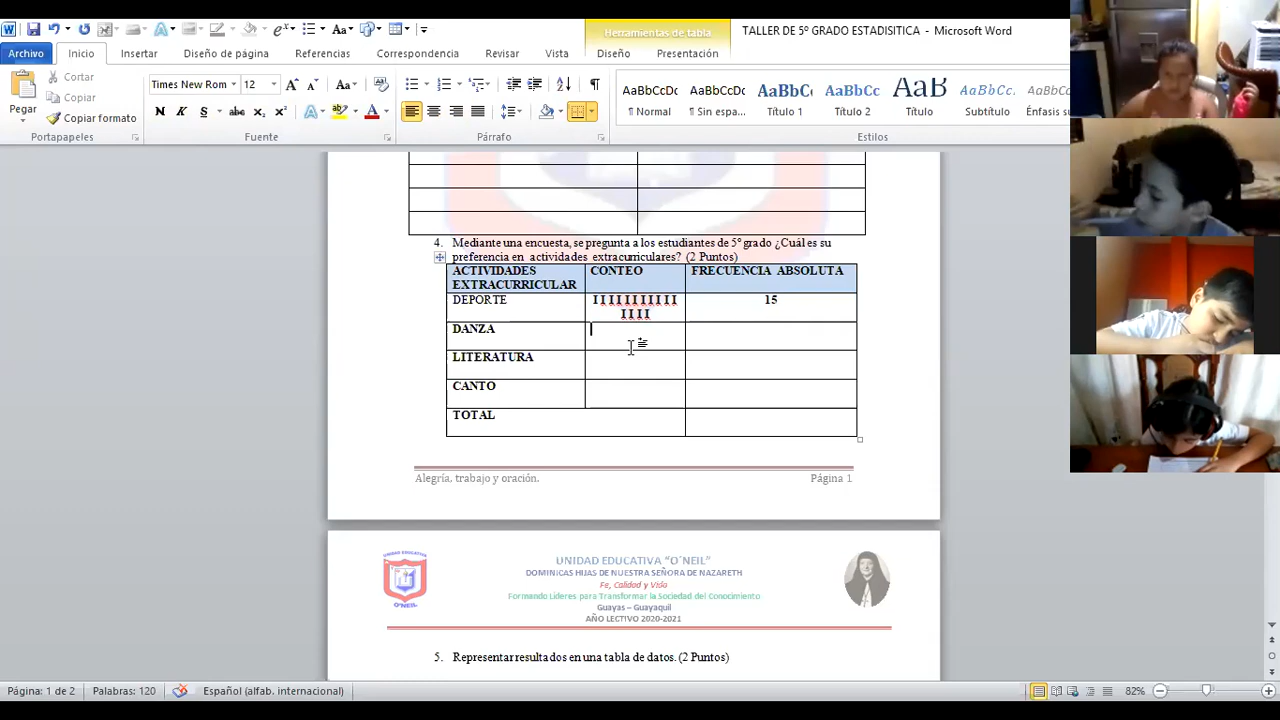 TALLER DE 5º GRADO ESTADISITICA - Microsoft Word
Herramientas de tabla
Archivo
Inicio
Insertar
Diseño de página
Referencias
Correspondencia
Revisar
Vista
Diseño
Presentación
Cortar
Copiar
Copiar formato
Pegar
Times New Rom
12
AaBbCcDc
AaBbCcDc
AaBbCc
AaBbCc
AaB
AaBbCc.
¶ Normal
¶ Sin espa...
Título 1
Título 2
Título
Subtítulo
Énfasis su
Portapapeles
Fuente
Párrafo
Estilos
4. Mediante una encuesta, se pregunta a los estudiantes de 5º grado ¿Cuál es su
preferencia en actividades extracurriculares? (2 Puntos)
ACTIVIDADES EXTRACURRICULAR
CONTEO
FRECUENCIA ABSOLUTA
DEPORTE
I I I I I I I I I I I
I I I I
15
DANZA
LITERATURA
CANTO
TOTAL
Alegría, trabajo y oración.
Página 1
UNIDAD EDUCATIVA
O'NEIL
UNIDAD EDUCATIVA "O´NEIL"
DOMINICAS HIJAS DE NUESTRA SEÑORA DE NAZARETH
Fe, Calidad y Vida
Formando Líderes para Transformar la Sociedad del Conocimiento
Guayas – Guayaquil
AÑO LECTIVO 2020-2021
5. Representar resultados en una tabla de datos. (2 Puntos)
Página: 1 de 2
Palabras: 120
Español (alfab. internacional)
82%